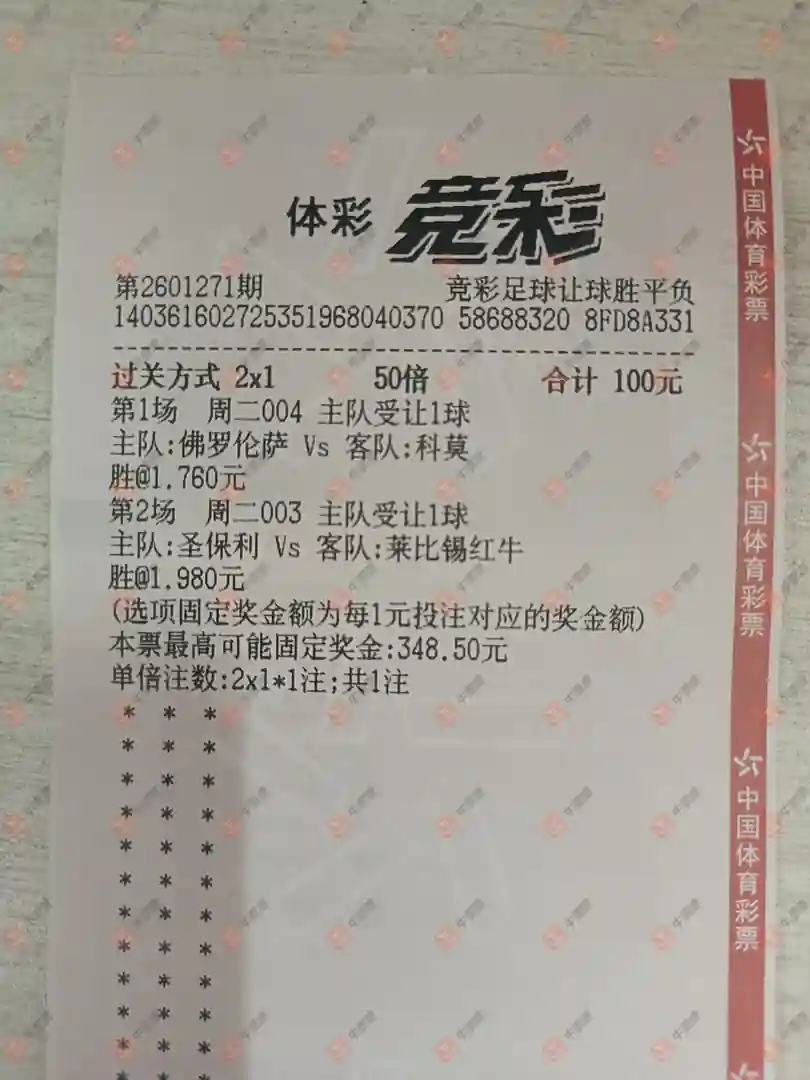 体彩 竞彩
第2601271期 竞彩足球让球胜平负
140361602725351968040370 58688320 8FD8A331
过关方式 2x1 50倍 合计 100元
第1场 周二004 主队受让1球
主队:佛罗伦萨 Vs 客队:科莫
胜@1.760元
第2场 周二003 主队受让1球
主队:圣保利 Vs 客队:莱比锡红牛
胜@1.980元
(选项固定奖金额为每1元投注对应的奖金额)
本票最高可能固定奖金:348.50元
单倍注数:2x1*1注;共1注
* * *
* * *
* * *
* * *
* * *
* * *
* * *
* * *
* * *
* * *
* * *
* * *
中国体育彩票
中国体育彩票
中国体育彩票